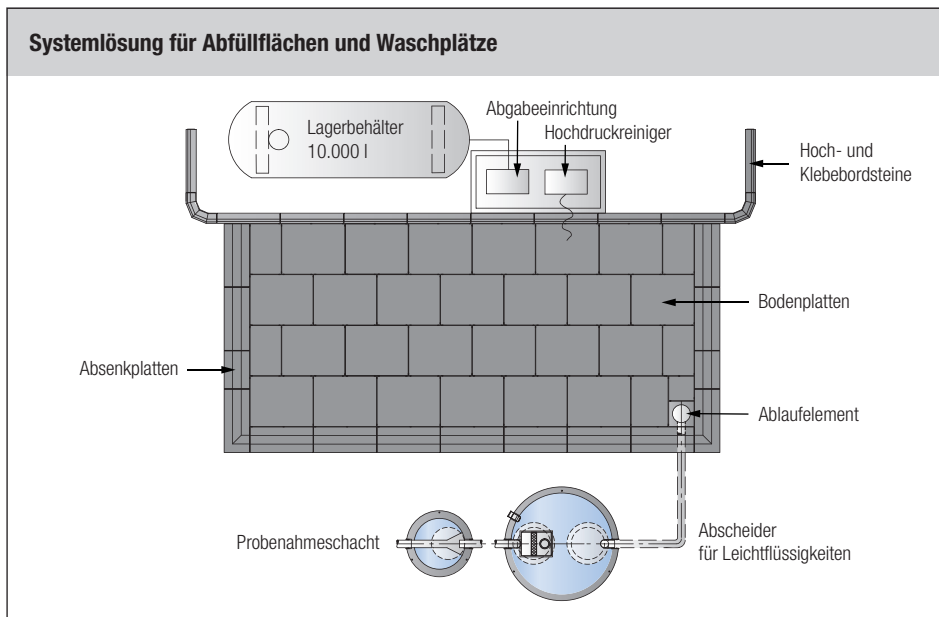 Systemlösung für Abfüllflächen und Waschplätze
Abgabeeinrichtung
Hochdruckreiniger
Lagerbehälter
10.000 l
Hoch- und
Klebebordsteine
Bodenplatten
Absenkplatten
Ablaufelement
Probenahmeschacht
Abscheider
für Leichtflüssigkeiten